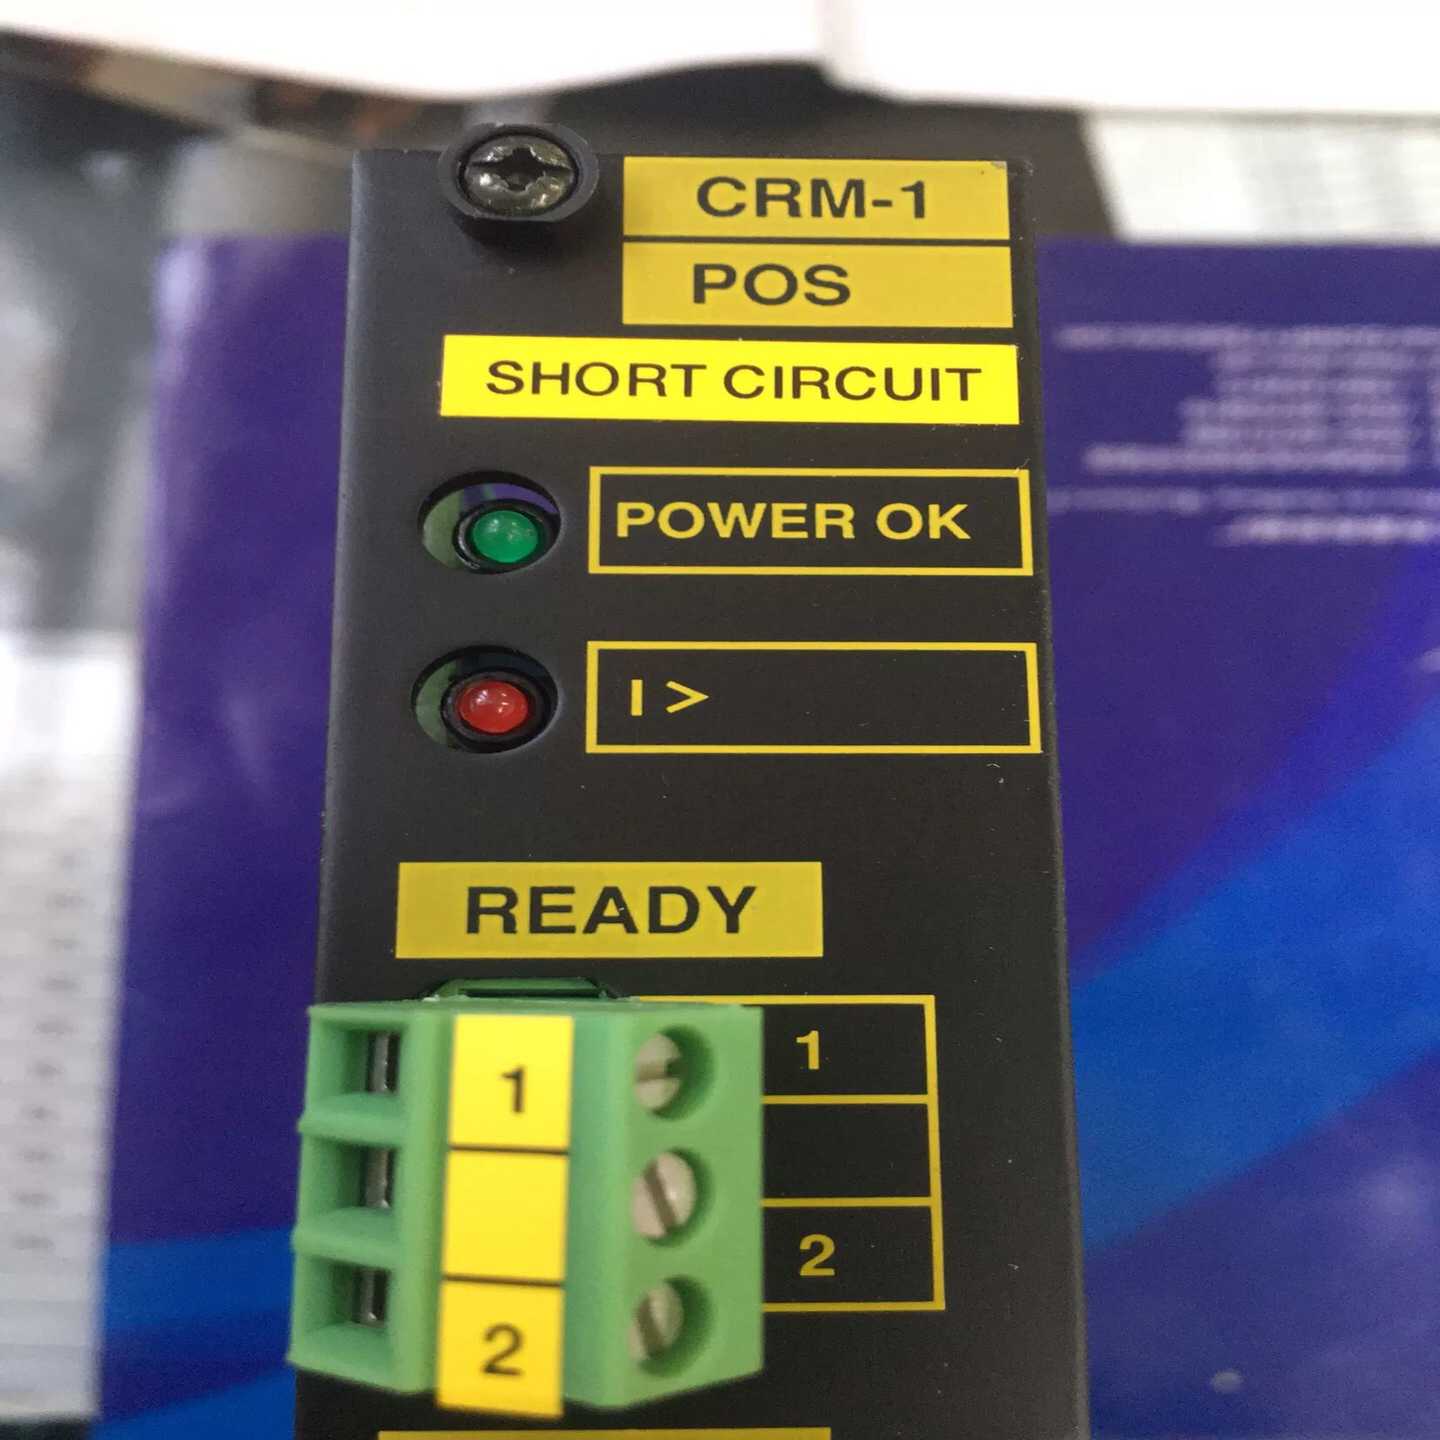 CRM-1
POS
SHORT CIRCUIT
POWER OK
I >
READY
1
1
2
2